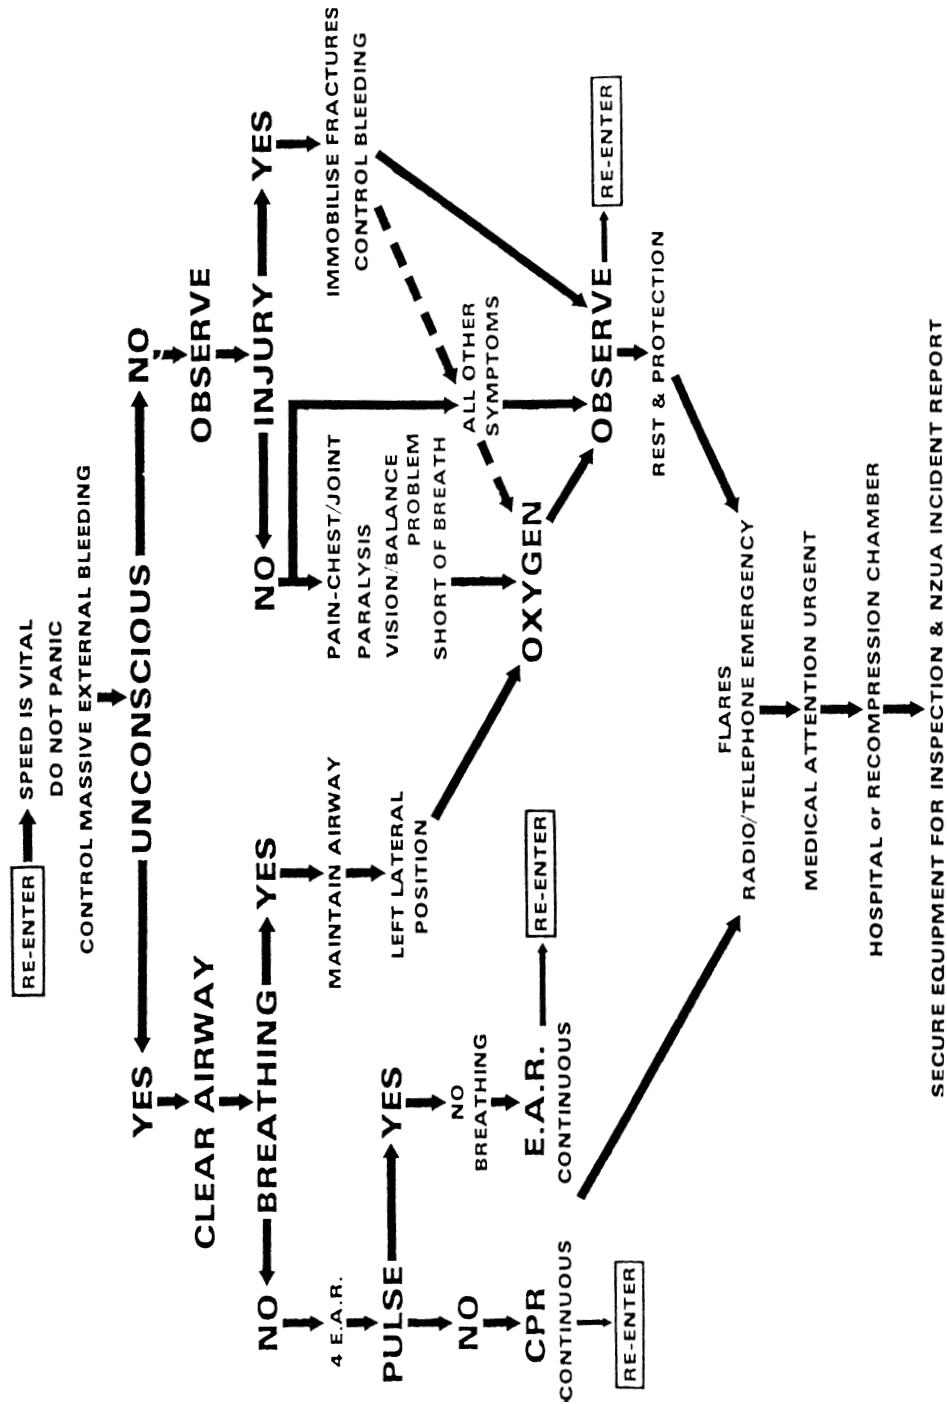 RE-ENTER SPEED IS VITAL
DO NOT PANIC
CONTROL MASSIVE EXTERNAL BLEEDING
YES UNCONSCIOUS NO
CLEAR AIRWAY
OBSERVE
NO BREATHING YES
NO INJURY YES
4 E.A.R.
MAINTAIN AIRWAY
PAIN-CHEST/JOINT
PARALYSIS
VISION/BALANCE
PROBLEM
SHORT OF BREATH
IMMOBILISE FRACTURES
CONTROL BLEEDING
PULSE YES
LEFT LATERAL
POSITION
ALL OTHER
SYMPTOMS
NO
NO
BREATHING
CPR
CONTINUOUS
E.A.R.
CONTINUOUS
RE-ENTER
OXYGEN
OBSERVE
RE-ENTER
RE-ENTER
REST & PROTECTION
FLARES
RADIO/TELEPHONE EMERGENCY
MEDICAL ATTENTION URGENT
HOSPITAL or RECOMPRESSION CHAMBER
SECURE EQUIPMENT FOR INSPECTION & NZUA INCIDENT REPORT